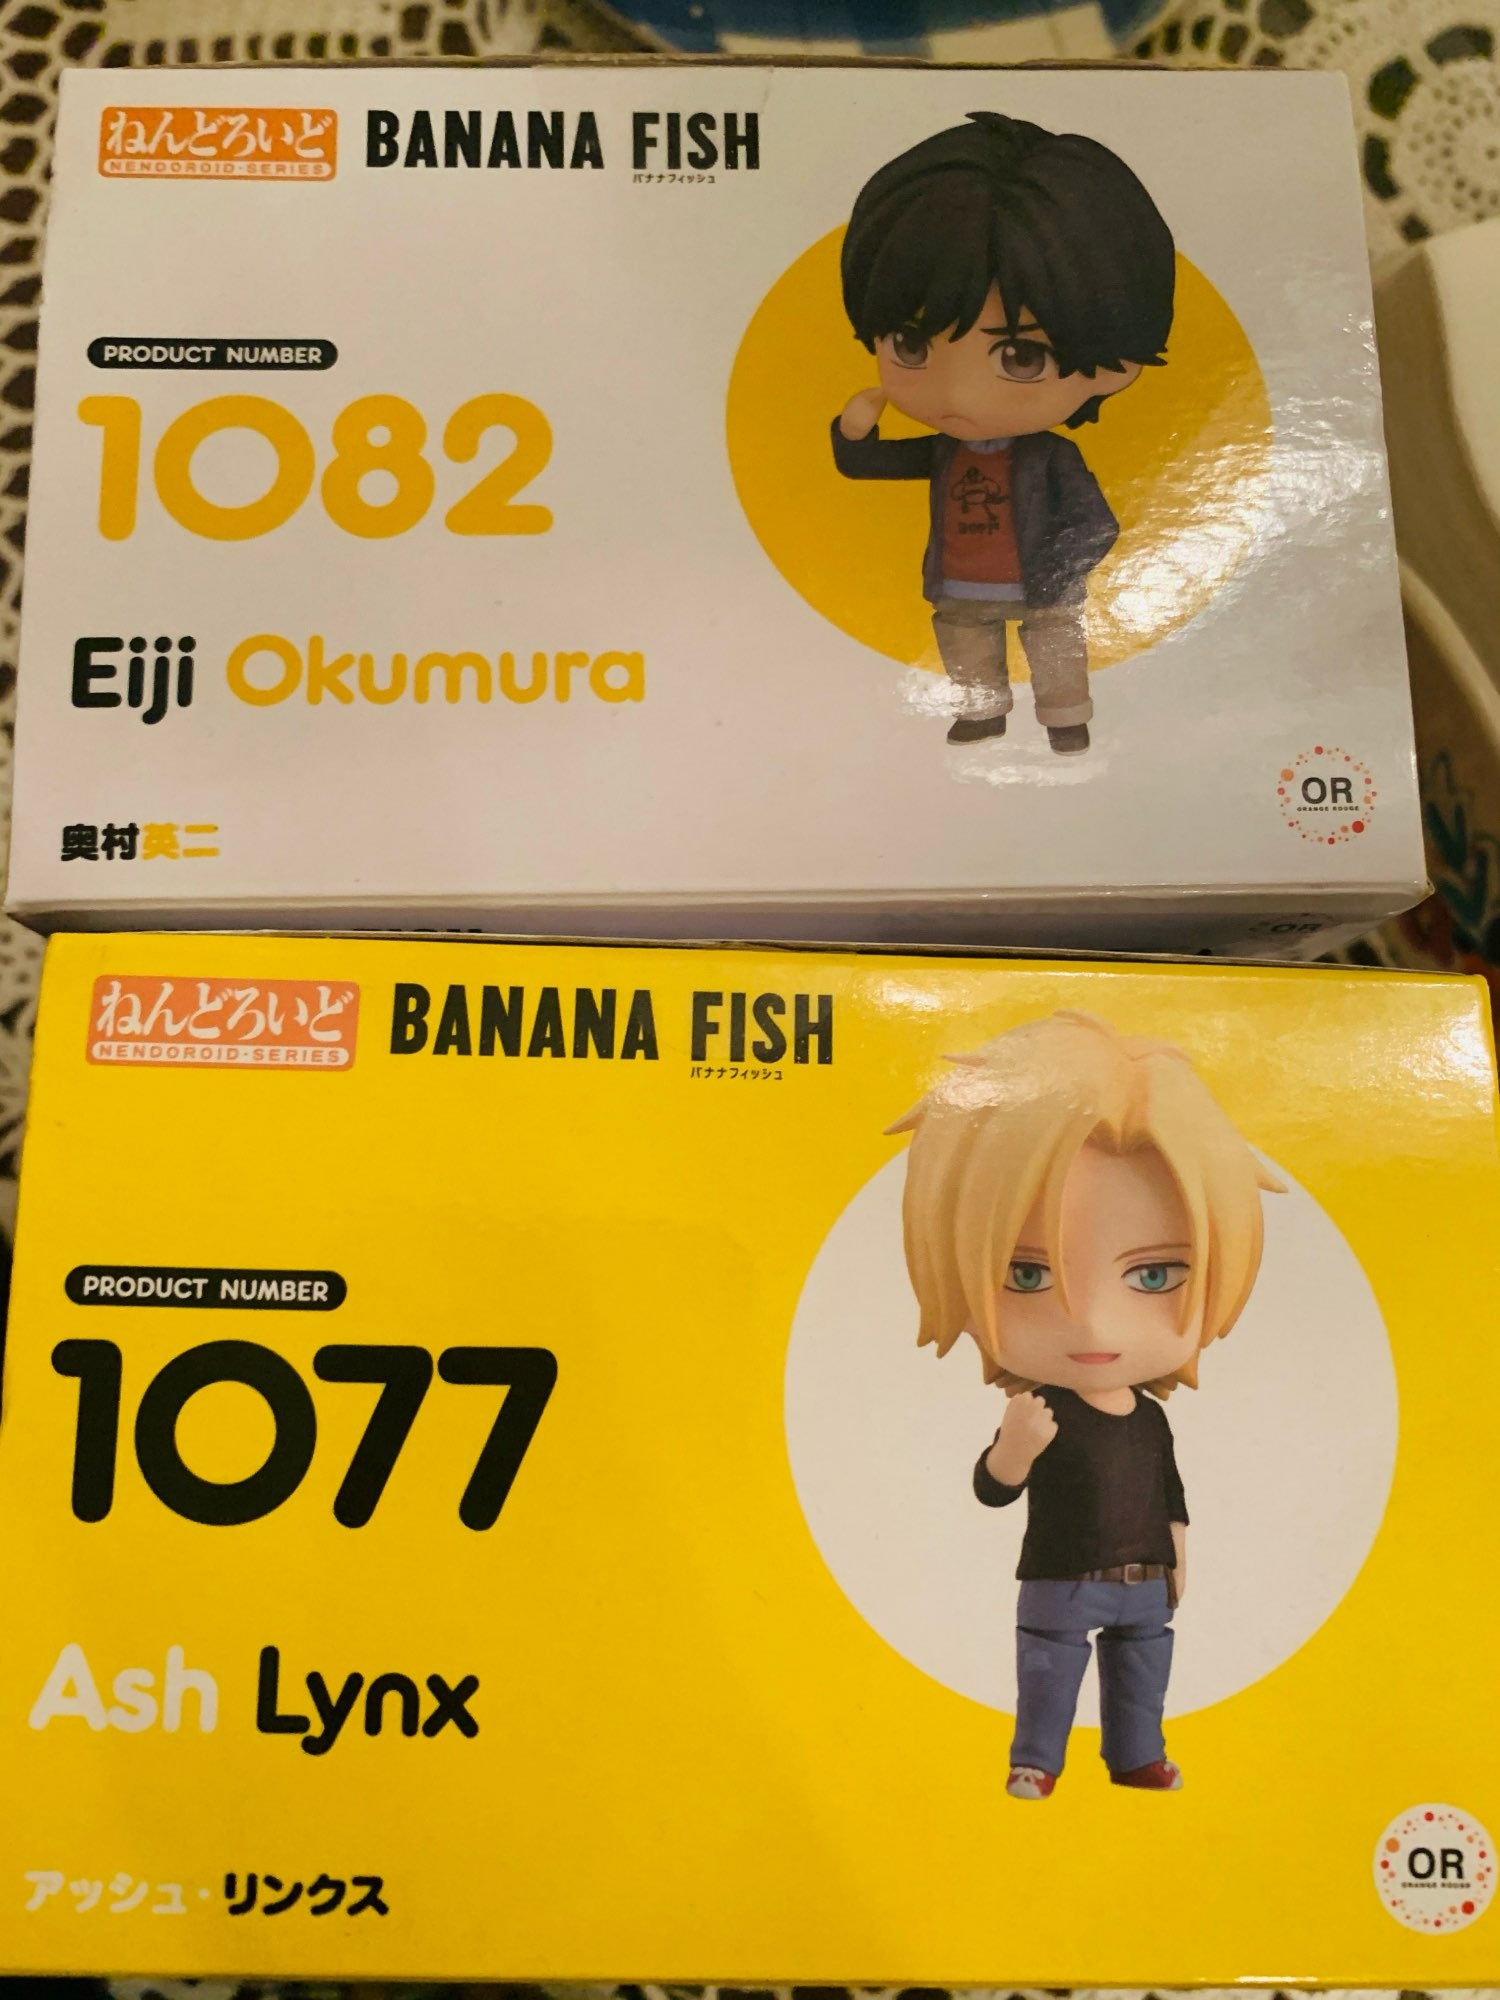 ねんどろいど
NENDOROID·SERIES
BANANA FISH
バナナフィッシュ
PRODUCT NUMBER
1082
Eiji Okumura
奥村英二
OR
ORANGE ROUGE
ねんどろいど
NENDOROID·SERIES
BANANA FISH
バナナフィッシュ
PRODUCT NUMBER
1077
Ash Lynx
アッシュ・リンクス
OR
ORANGE ROUGE